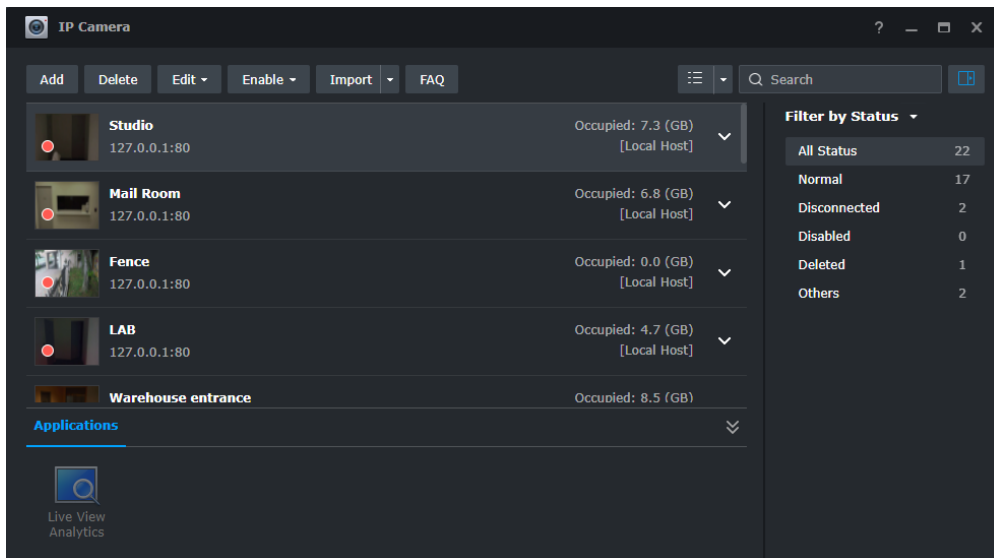 IP Camera
?
Add Delete Edit Enable Import FAQ Search
Studio Occupied: 7.3 (GB)
127.0.0.1:80 [Local Host]
Mail Room Occupied: 6.8 (GB)
127.0.0.1:80 [Local Host]
Fence Occupied: 0.0 (GB)
127.0.0.1:80 [Local Host]
LAB Occupied: 4.7 (GB)
127.0.0.1:80 [Local Host]
Warehouse entrance Occupied: 8.5 (GB)
Applications
Live View
Analytics
Filter by Status
All Status 22
Normal 17
Disconnected 2
Disabled 0
Deleted 1
Others 2